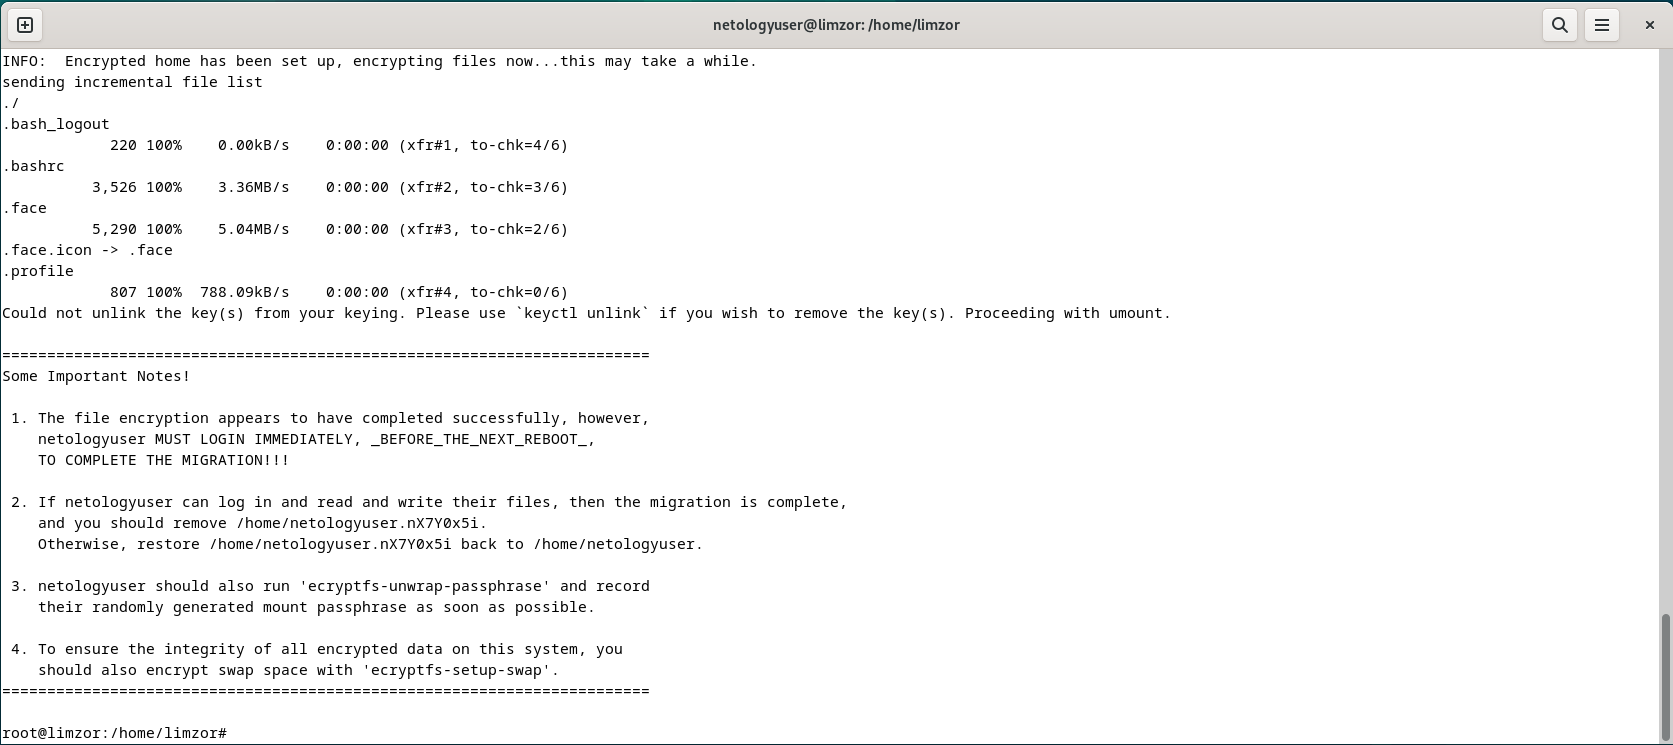 netologyuser@limzor: /home/limzor
INFO:  Encrypted home has been set up, encrypting files now...this may take a while.
sending incremental file list
./
.bash_logout
            220 100%    0.00kB/s    0:00:00 (xfr#1, to-chk=4/6)
.bashrc
          3,526 100%    3.36MB/s    0:00:00 (xfr#2, to-chk=3/6)
.face
          5,290 100%    5.04MB/s    0:00:00 (xfr#3, to-chk=2/6)
.face.icon -> .face
.profile
            807 100%  788.09kB/s    0:00:00 (xfr#4, to-chk=0/6)
Could not unlink the key(s) from your keying. Please use `keyctl unlink` if you wish to remove the key(s). Proceeding with umount.
========================================================================
Some Important Notes!
 1. The file encryption appears to have completed successfully, however,
    netologyuser MUST LOGIN IMMEDIATELY, _BEFORE_THE_NEXT_REBOOT_,
    TO COMPLETE THE MIGRATION!!!
 2. If netologyuser can log in and read and write their files, then the migration is complete,
    and you should remove /home/netologyuser.nX7Y0x5i.
    Otherwise, restore /home/netologyuser.nX7Y0x5i back to /home/netologyuser.
 3. netologyuser should also run 'ecryptfs-unwrap-passphrase' and record
    their randomly generated mount passphrase as soon as possible.
 4. To ensure the integrity of all encrypted data on this system, you
    should also encrypt swap space with 'ecryptfs-setup-swap'.
========================================================================
root@limzor:/home/limzor#